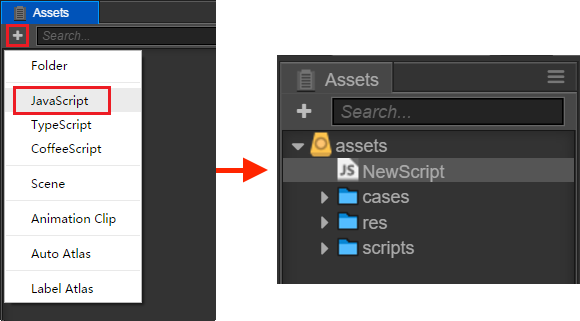 Assets
Search...
Folder
JavaScript
TypeScript
CoffeeScript
Scene
Animation Clip
Auto Atlas
Label Atlas
Assets
Search...
assets
JS NewScript
cases
res
scripts